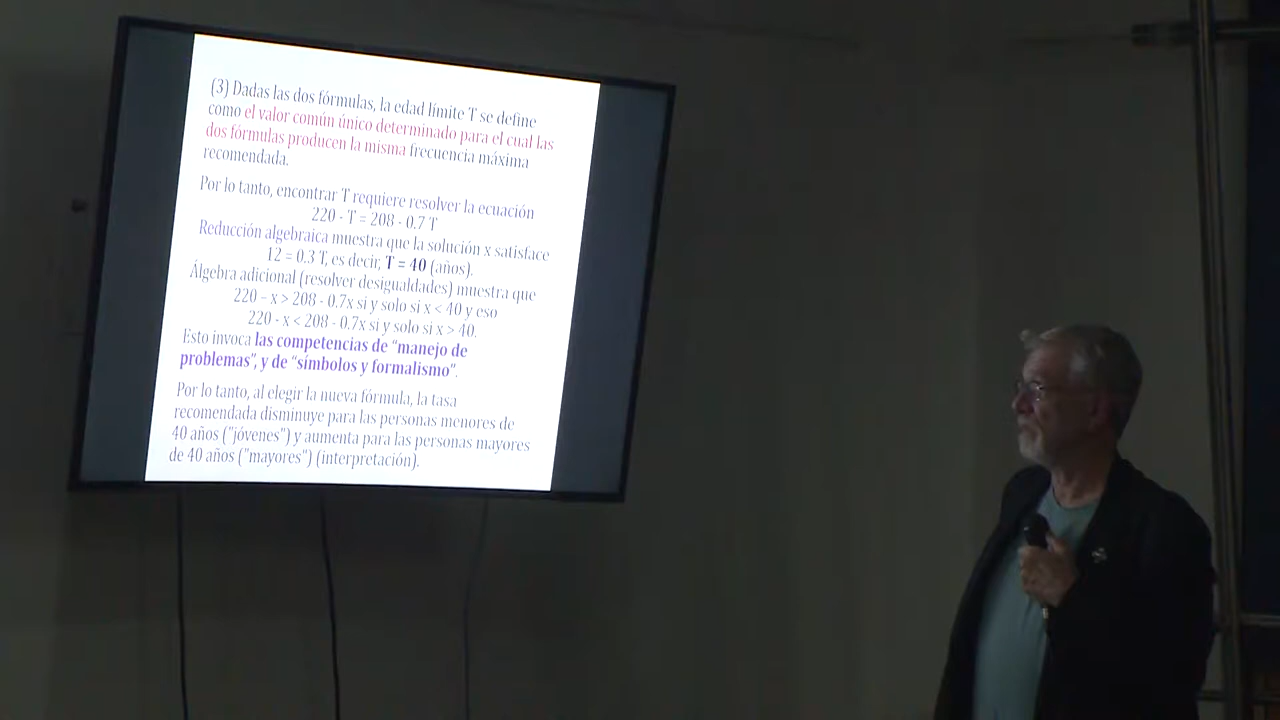 (3) Dadas las dos fórmulas, la edad límite T se define
como el valor común único determinado para el cual las
dos fórmulas producen la misma frecuencia máxima
recomendada.
Por lo tanto, encontrar T requiere resolver la ecuación
220 - T = 208 - 0.7 T
Reducción algebraica muestra que la solución x satisface
12 = 0.3 T, es decir, T = 40 (años).
Álgebra adicional (resolver desigualdades) muestra que
220 – x > 208 - 0.7x si y solo si x < 40 y eso
220 - x < 208 - 0.7x si y solo si x > 40.
Esto invoca las competencias de “manejo de
problemas”, y de “símbolos y formalismo”.
Por lo tanto, al elegir la nueva fórmula, la tasa
recomendada disminuye para las personas menores de
40 años ("jóvenes") y aumenta para las personas mayores
de 40 años ("mayores") (interpretación).